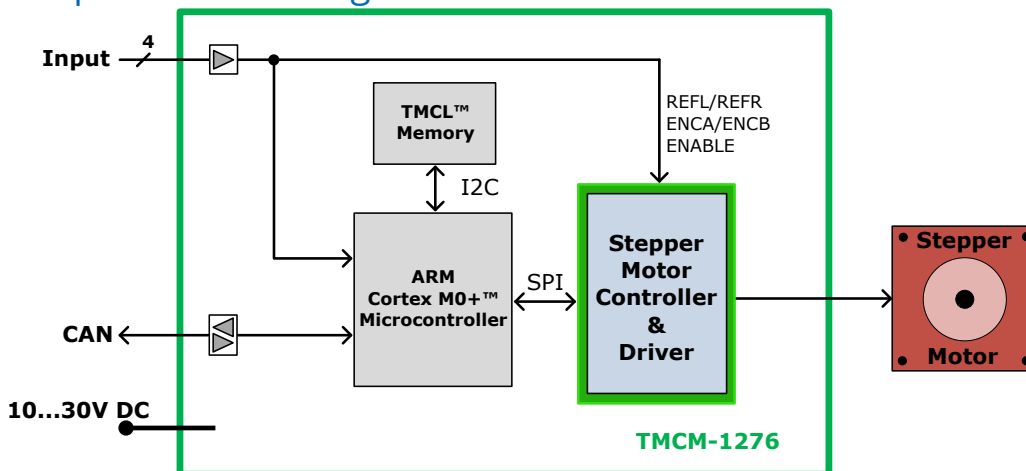 4
Input
TMCL™
Memory
REFL/REFR
ENCA/ENCB
ENABLE
I2C
Stepper
Motor
Controller
&
Driver
Stepper
Motor
ARM
Cortex M0+™
Microcontroller
SPI
CAN
10...30V DC
TMCM-1276